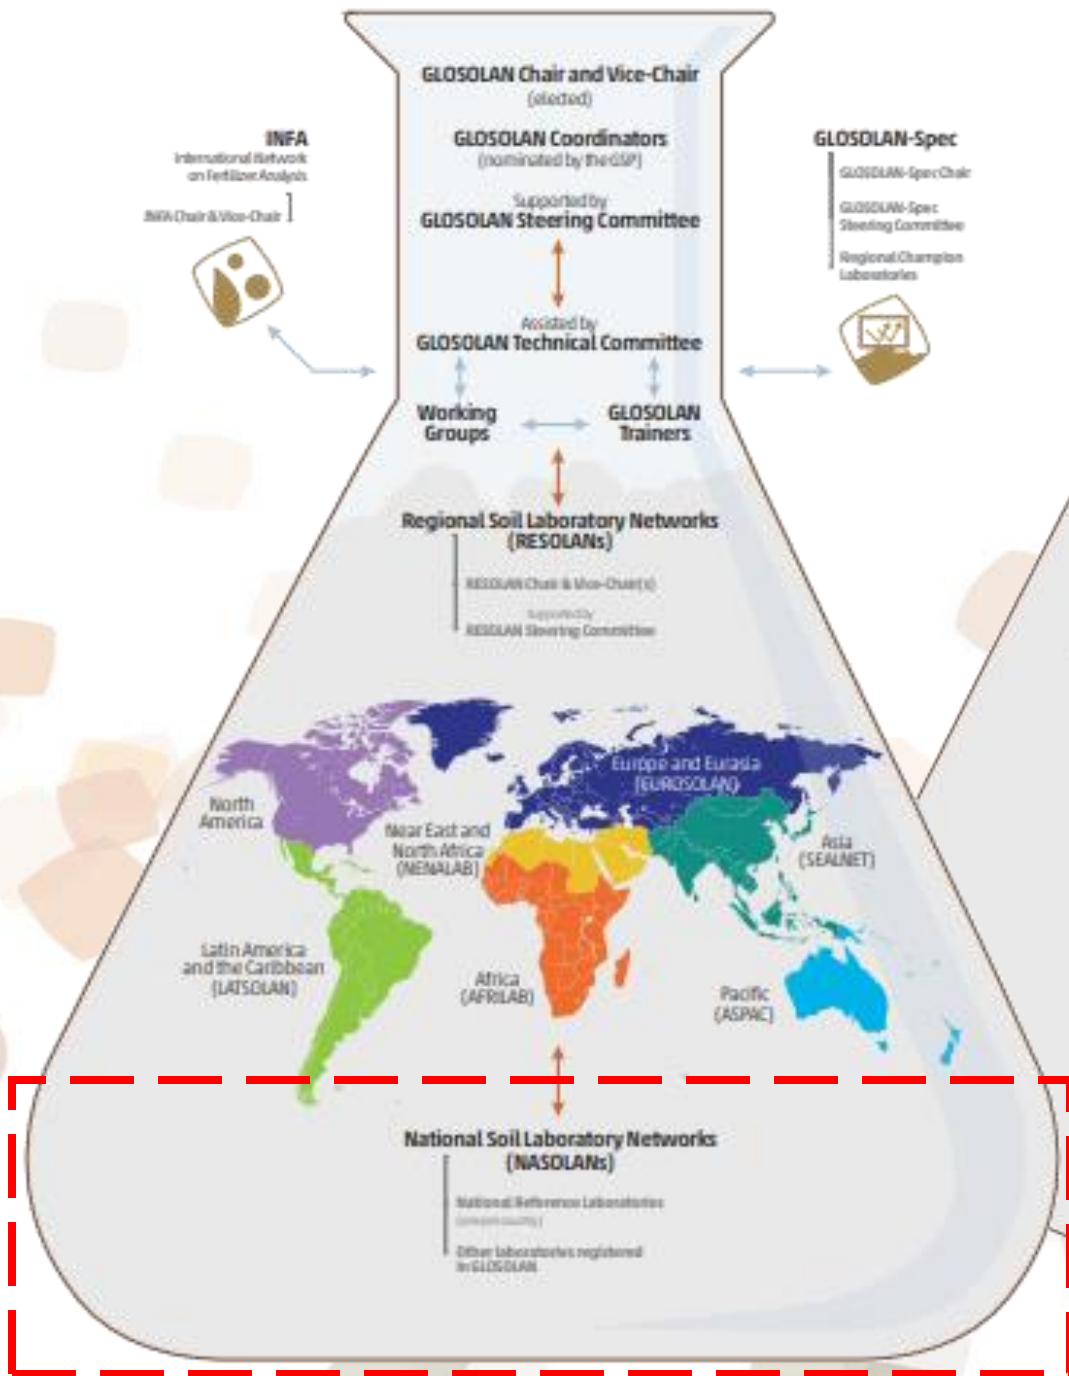 GLOSOLAN Chair and Vice-Chair
(elected)
GLOSOLAN Coordinators
(nominated by the GSP)
Supported by
GLOSOLAN Steering Committee
Assisted by
GLOSOLAN Technical Committee
Working
Groups
GLOSOLAN
Trainers
INFA
International Network
on Fertilizer Analysis
INFA Chair & Vice-Chair
GLOSOLAN-Spec
GLOSOLAN-Spec Chair
GLOSOLAN-Spec
Steering Committee
Regional Champion
Laboratories
Regional Soil Laboratory Networks
(RESOLANs)
RESOLAN Chair & Vice-Chair(s)
Supported by
RESOLAN Steering Committee
North
America
Near East and
North Africa
(NENALAB)
Europe and Eurasia
(EUROSOLAN)
Asia
(SEALNET)
Latin America
and the Caribbean
(LATSOLAN)
Africa
(AFRILAB)
Pacific
(ASPAC)
National Soil Laboratory Networks
(NASOLANs)
National Reference Laboratories
Other laboratories registered
in GLOSOLAN